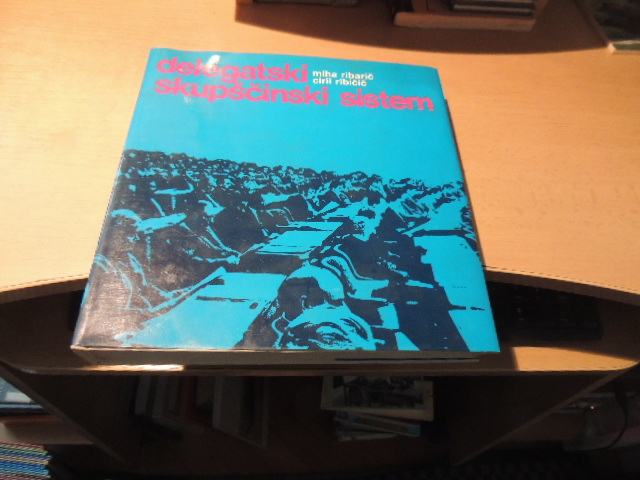 delegatski
miha ribarič
ciril ribičič
skupščinski sistem